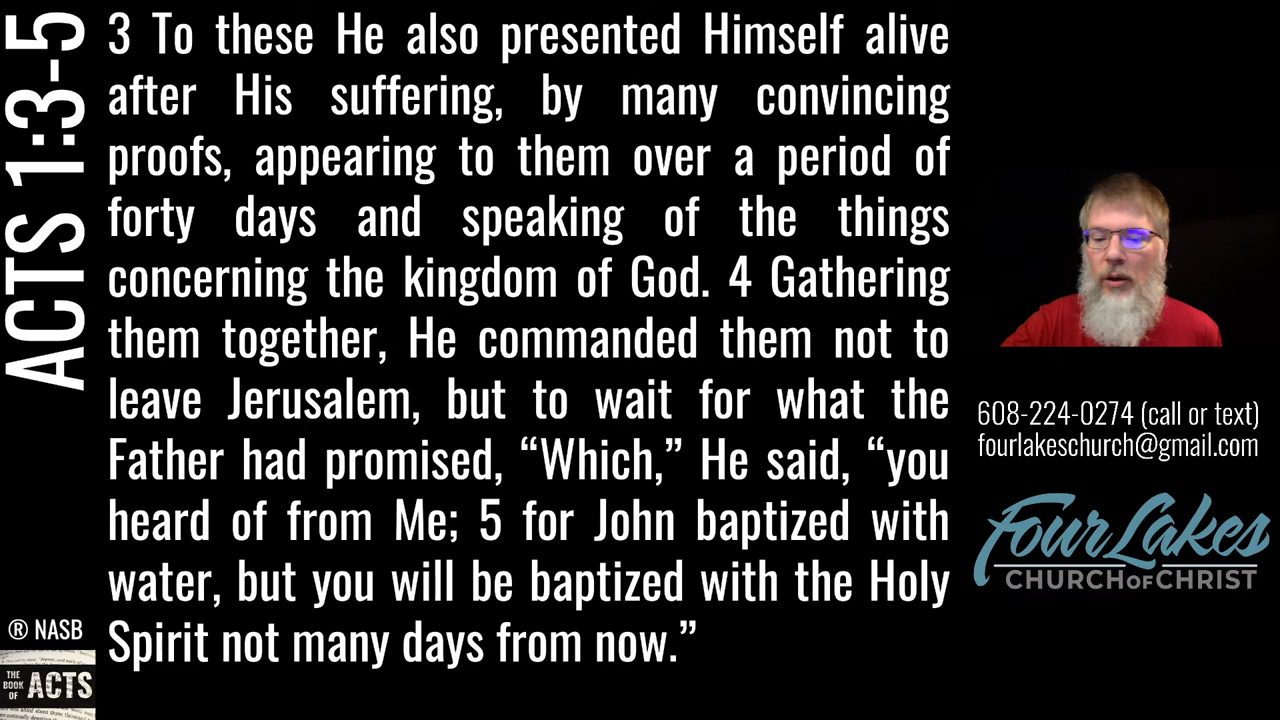 ACTS 1:3-5
3 To these He also presented Himself alive
after His suffering, by many convincing
proofs, appearing to them over a period of
forty days and speaking of the things
concerning the kingdom of God. 4 Gathering
them together, He commanded them not to
leave Jerusalem, but to wait for what the
Father had promised, “Which,” He said, “you
heard of from Me; 5 for John baptized with
water, but you will be baptized with the Holy
Spirit not many days from now.”
® NASB
THE
BOOK
OF
ACTS
608-224-0274 (call or text)
fourlakeschurch@gmail.com
Four Lakes
CHURCH OF CHRIST